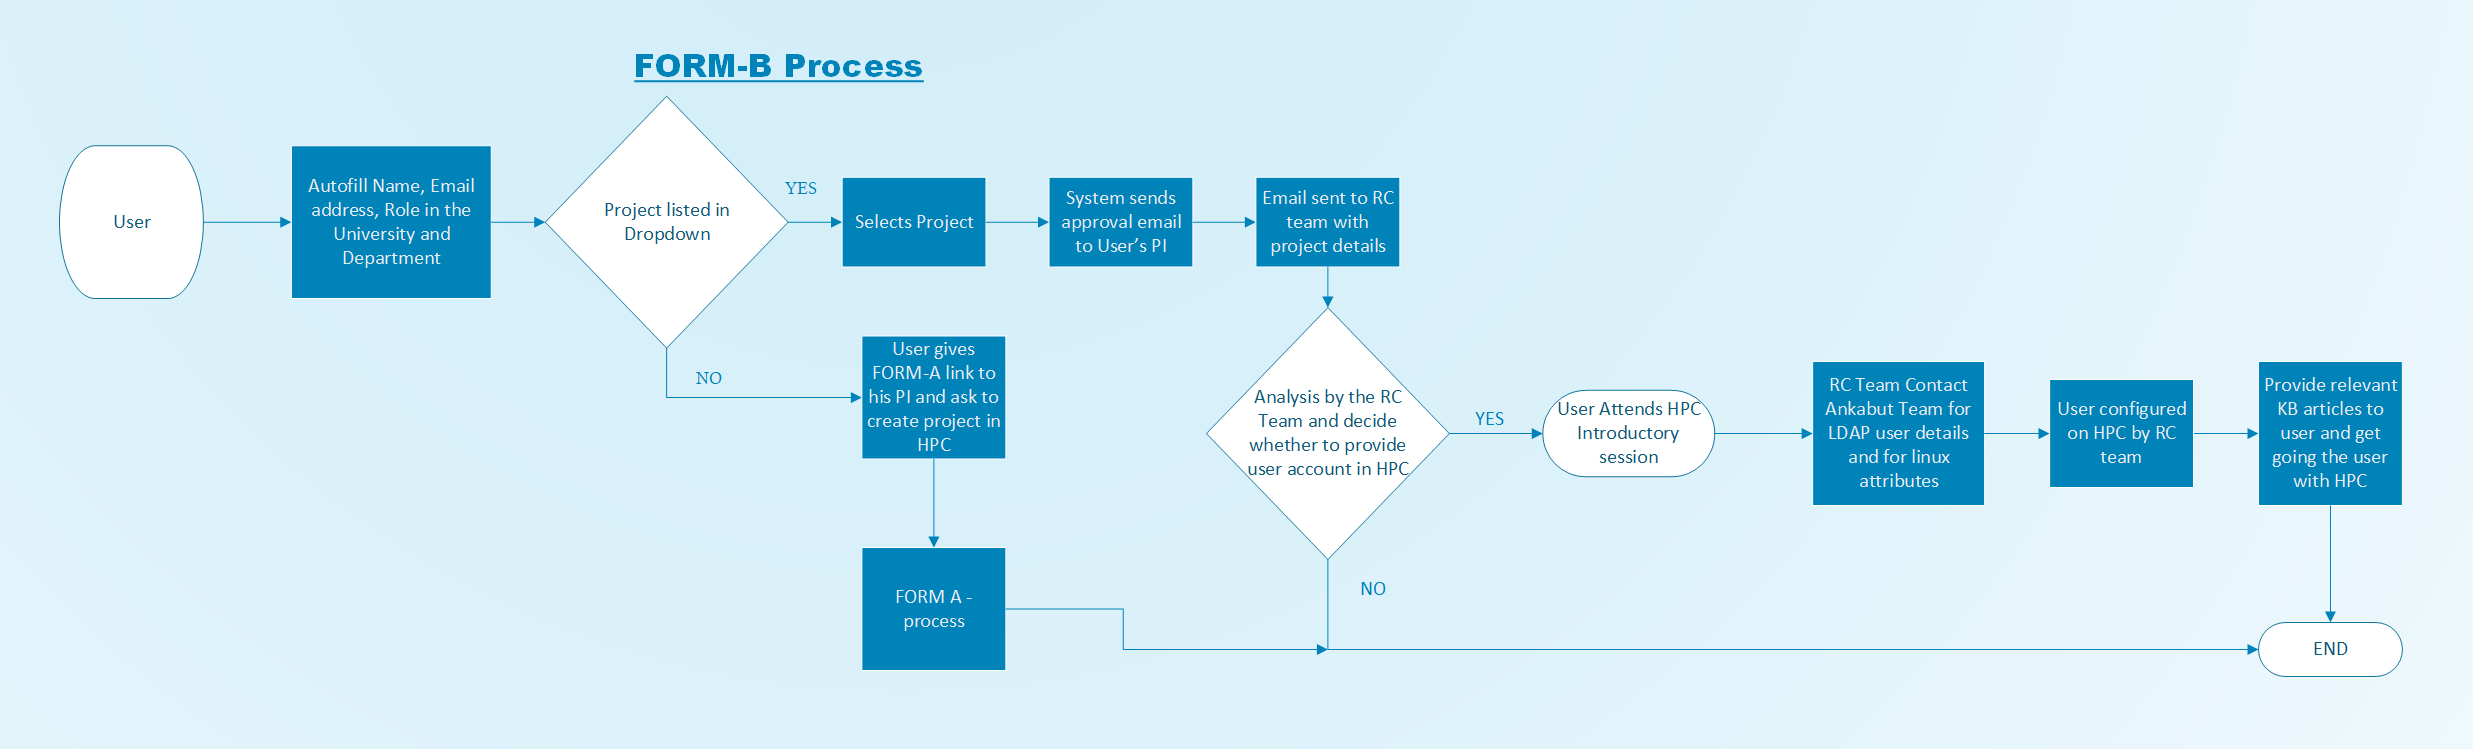 FORM-B Process
User
Autofill Name, Email
address, Role in the
University and
Department
Project listed in
Dropdown
YES
Selects Project
System sends
approval email
to User’s PI
Email sent to RC
team with
project details
NO
User gives
FORM-A link to
his PI and ask to
create project in
HPC
FORM A -
process
Analysis by the RC
Team and decide
whether to provide
user account in HPC
YES
User Attends HPC
Introductory
session
RC Team Contact
Ankabut Team for
LDAP user details
and for linux
attributes
User configured
on HPC by RC
team
Provide relevant
KB articles to
user and get
going the user
with HPC
NO
END